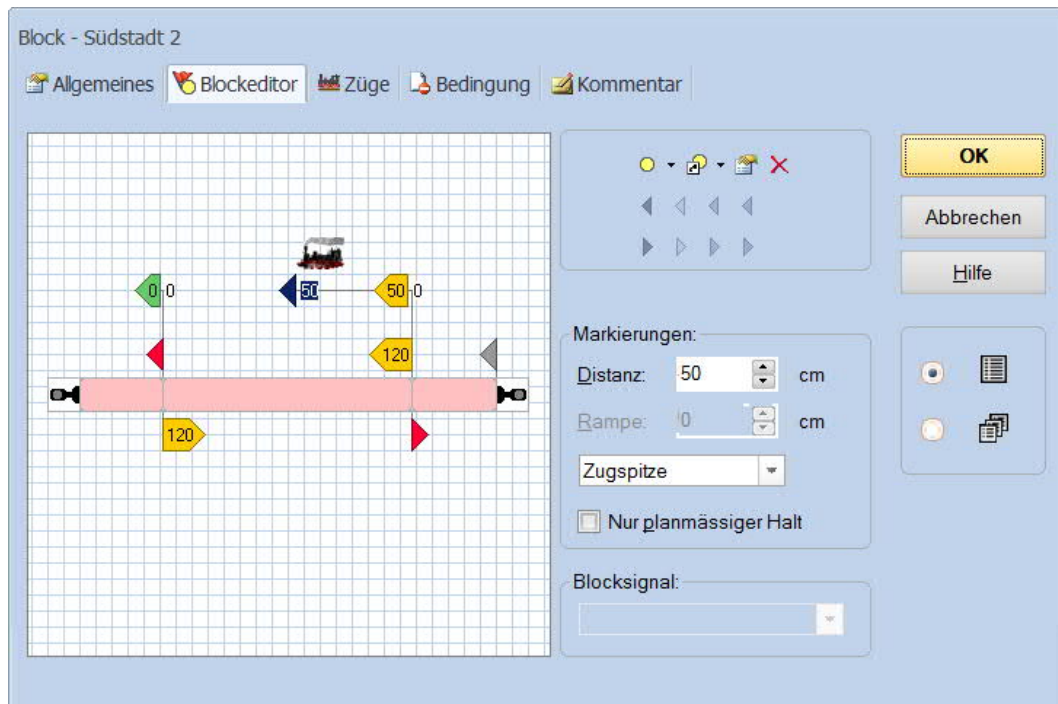 Block - Südstadt 2
Allgemeines Blockeditor Züge Bedingung Kommentar
OK
Abbrechen
Hilfe
0 0 50 50 0
120
120
Markierungen:
Distanz: 50 cm
Rampe: 0 cm
Zugspitze
Nur planmässiger Halt
Blocksignal: